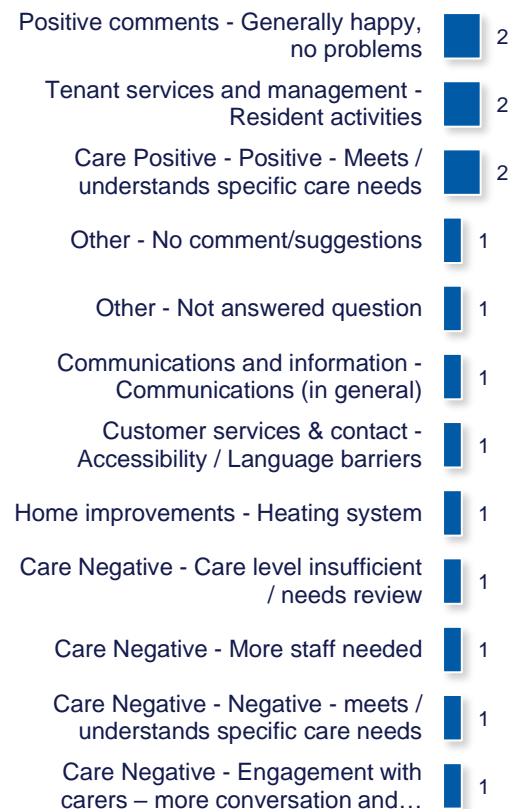 Positive comments - Generally happy,
no problems
2
Tenant services and management -
Resident activities
2
Care Positive - Positive - Meets /
understands specific care needs
2
Other - No comment/suggestions
1
Other - Not answered question
1
Communications and information -
Communications (in general)
1
Customer services & contact -
Accessibility / Language barriers
1
Home improvements - Heating system
1
Care Negative - Care level insufficient
/ needs review
1
Care Negative - More staff needed
1
Care Negative - Negative - meets /
understands specific care needs
1
Care Negative - Engagement with
carers – more conversation and…
1